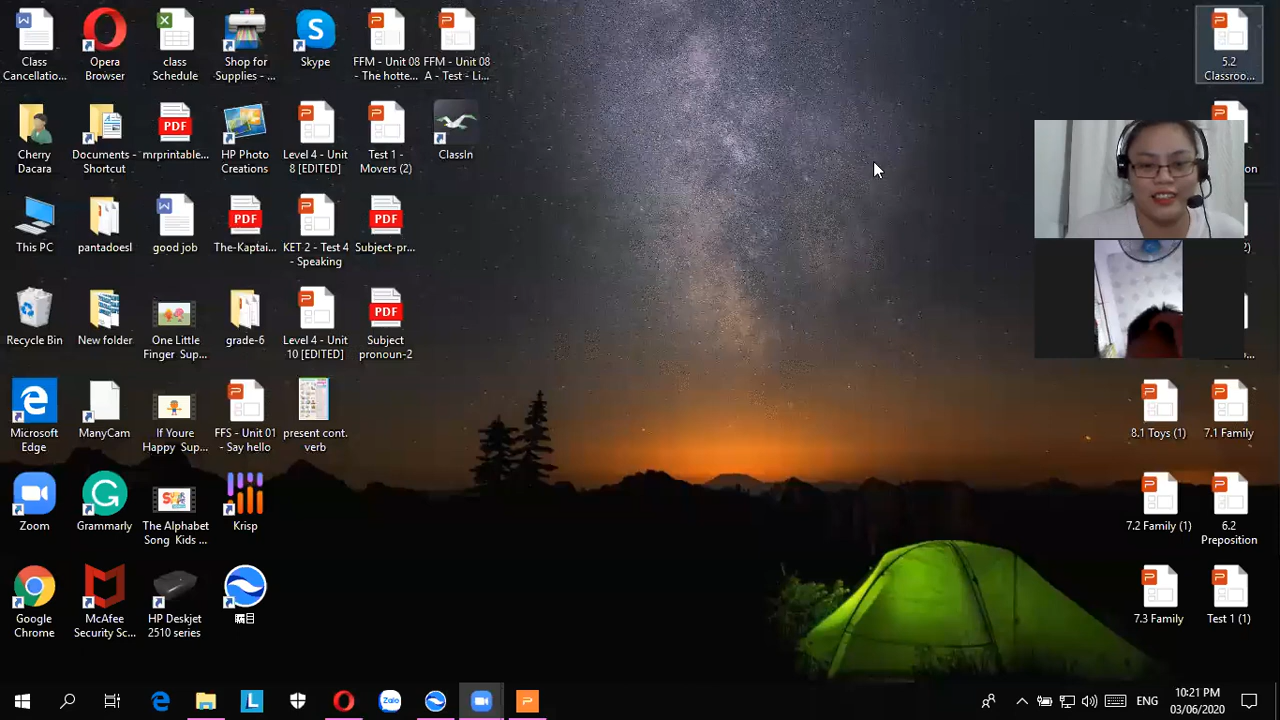 Class
Cancellatio...
Opera
Browser
class
Schedule
Shop for
Supplies - ...
Skype
FFM - Unit 08
- The hotte...
FFM - Unit 08
A - Test - Li...
5.2
Classroo...
Cherry
Dacara
Documents -
Shortcut
PDF
mrprintable...
HP Photo
Creations
Level 4 - Unit
8 [EDITED]
Test 1 -
Movers (2)
ClassIn
This PC
pantadoesl
good job
PDF
The-Kaptai...
KET 2 - Test 4
- Speaking
PDF
Subject-pr...
Recycle Bin
New folder
One Little
Finger Sup...
grade-6
Level 4 - Unit
10 [EDITED]
PDF
Subject
pronoun-2
Microsoft
Edge
ManyCam
If Youre
Happy Sup...
FFS - Unit 01
- Say hello
present cont.
verb
8.1 Toys (1)
7.1 Family
Zoom
Grammarly
The Alphabet
Song Kids ...
Krisp
7.2 Family (1)
6.2
Preposition
Google
Chrome
McAfee
Security Sc...
HP Deskjet
2510 series
7.3 Family
Test 1 (1)
Zalo
ENG
10:21 PM
03/06/2020